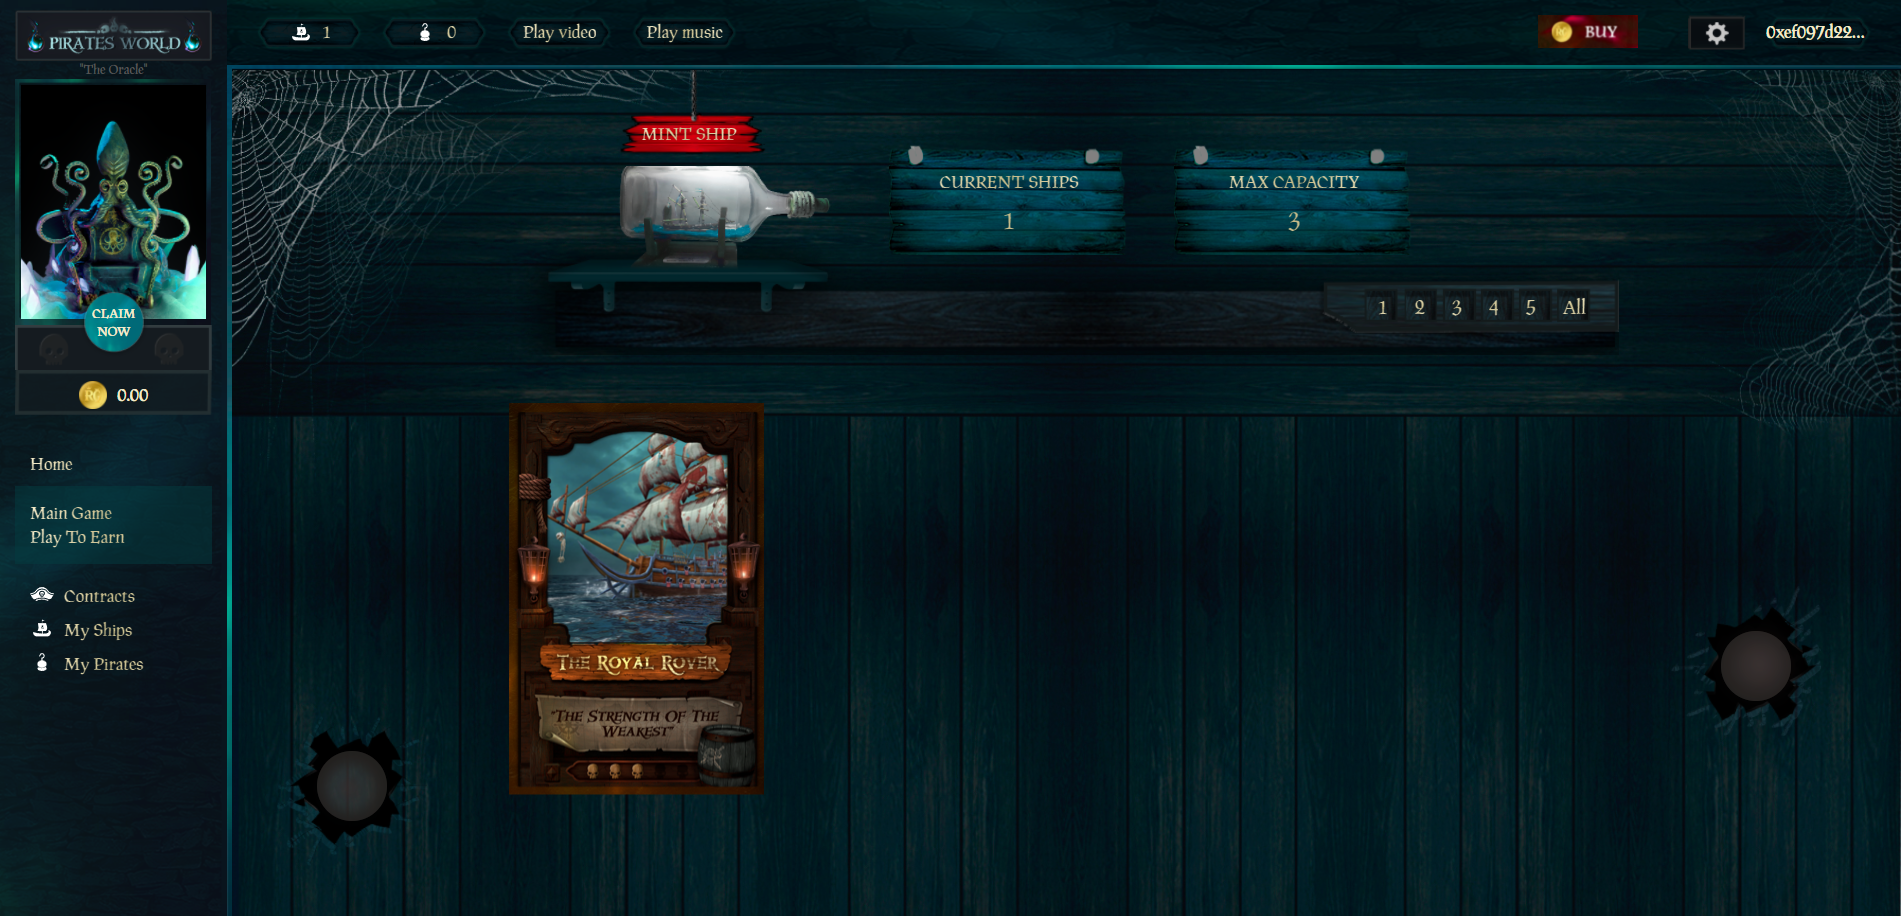 PIRATES WORLD
"The Oracle"
CLAIM
NOW
RC 0.00
Home
Main Game
Play To Earn
Contracts
My Ships
My Pirates
1
0
Play video
Play music
BUY
0xef097d22...
MINT SHIP
CURRENT SHIPS
1
MAX CAPACITY
3
1 2 3 4 5 All
THE ROYAL ROVER
"THE STRENGTH OF THE
WEAKEST"